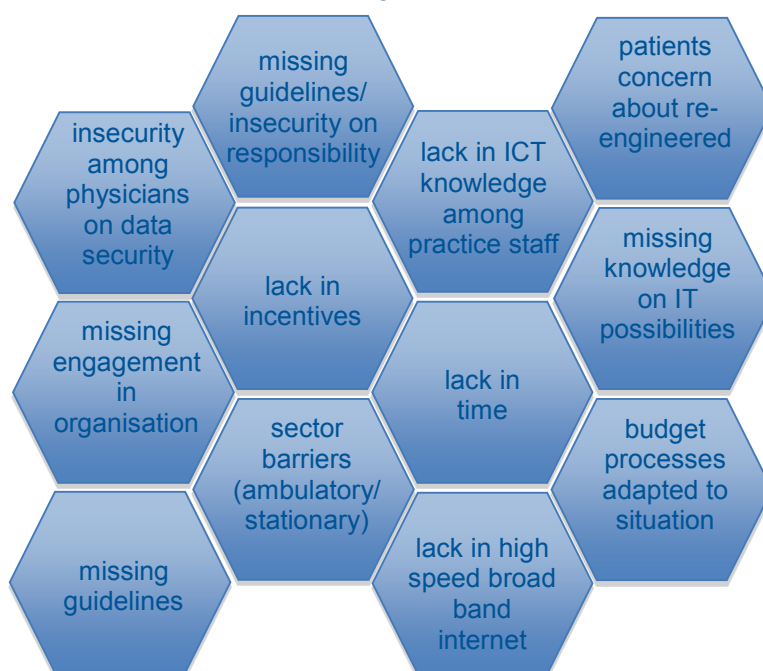 missing
guidelines/
insecurity on
responsibility
patients
concern
about re-
engineered
insecurity
among
physicians
on data
security
lack in ICT
knowledge
among
practice staff
lack in
incentives
missing
knowledge
on IT
possibilities
missing
engagement
in
organisation
lack in
time
sector
barriers
(ambulatory/
stationary)
budget
processes
adapted to
situation
missing
guidelines
lack in high
speed broad
band
internet